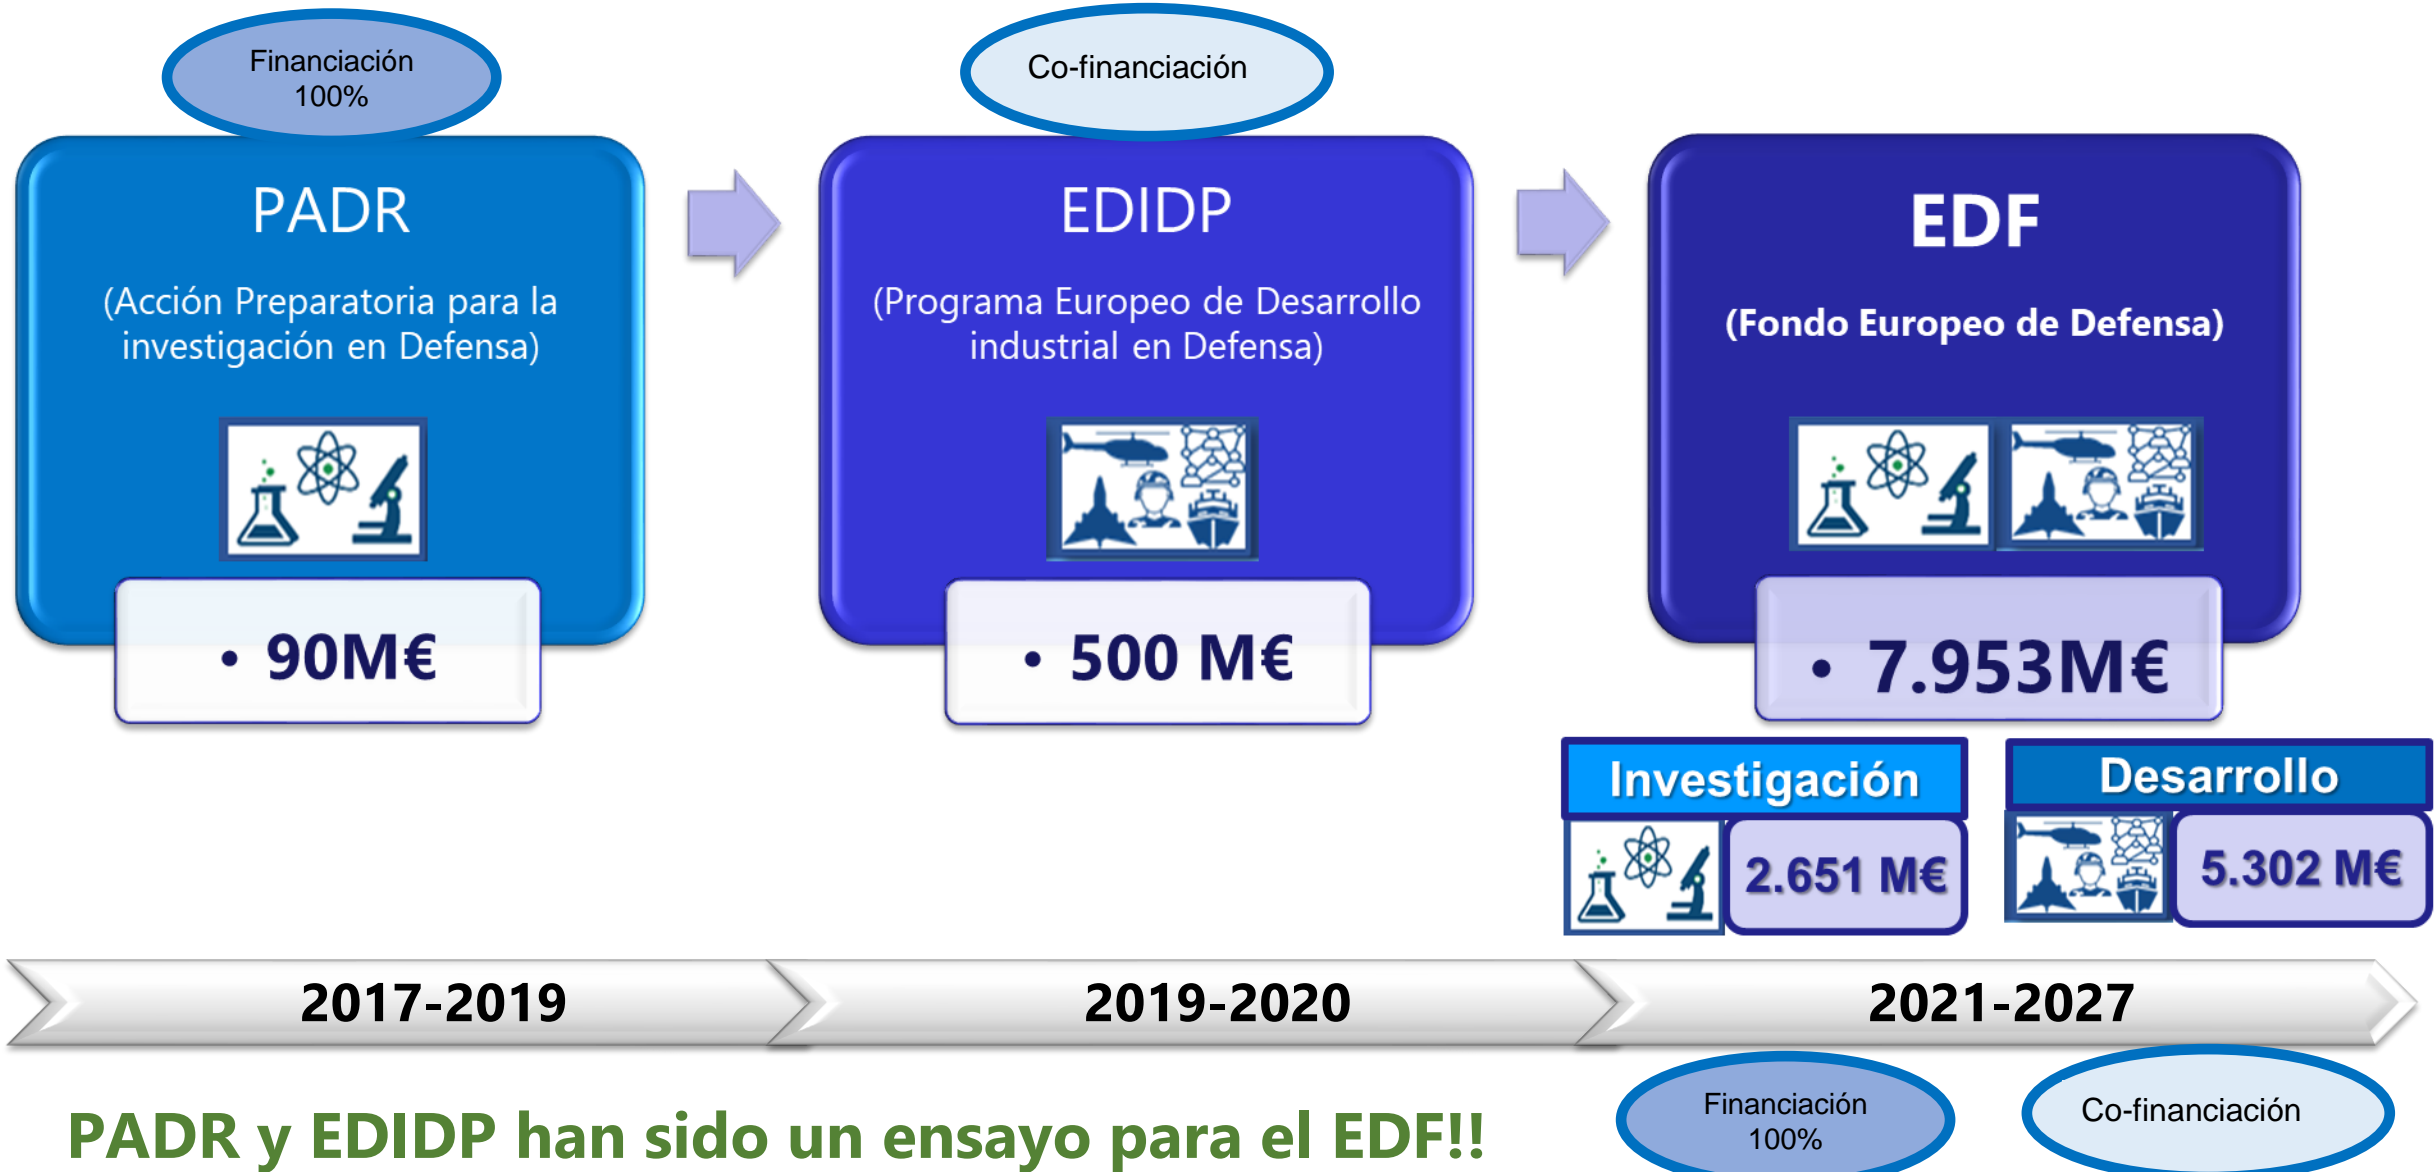 Financiación
100%
Co-financiación
PADR
(Acción Preparatoria para la
investigación en Defensa)
• 90M€
EDIDP
(Programa Europeo de Desarrollo
industrial en Defensa)
• 500 M€
EDF
(Fondo Europeo de Defensa)
• 7.953M€
Investigación
2.651 M€
Desarrollo
5.302 M€
2017-2019
2019-2020
2021-2027
PADR y EDIDP han sido un ensayo para el EDF!!
Financiación
100%
Co-financiación